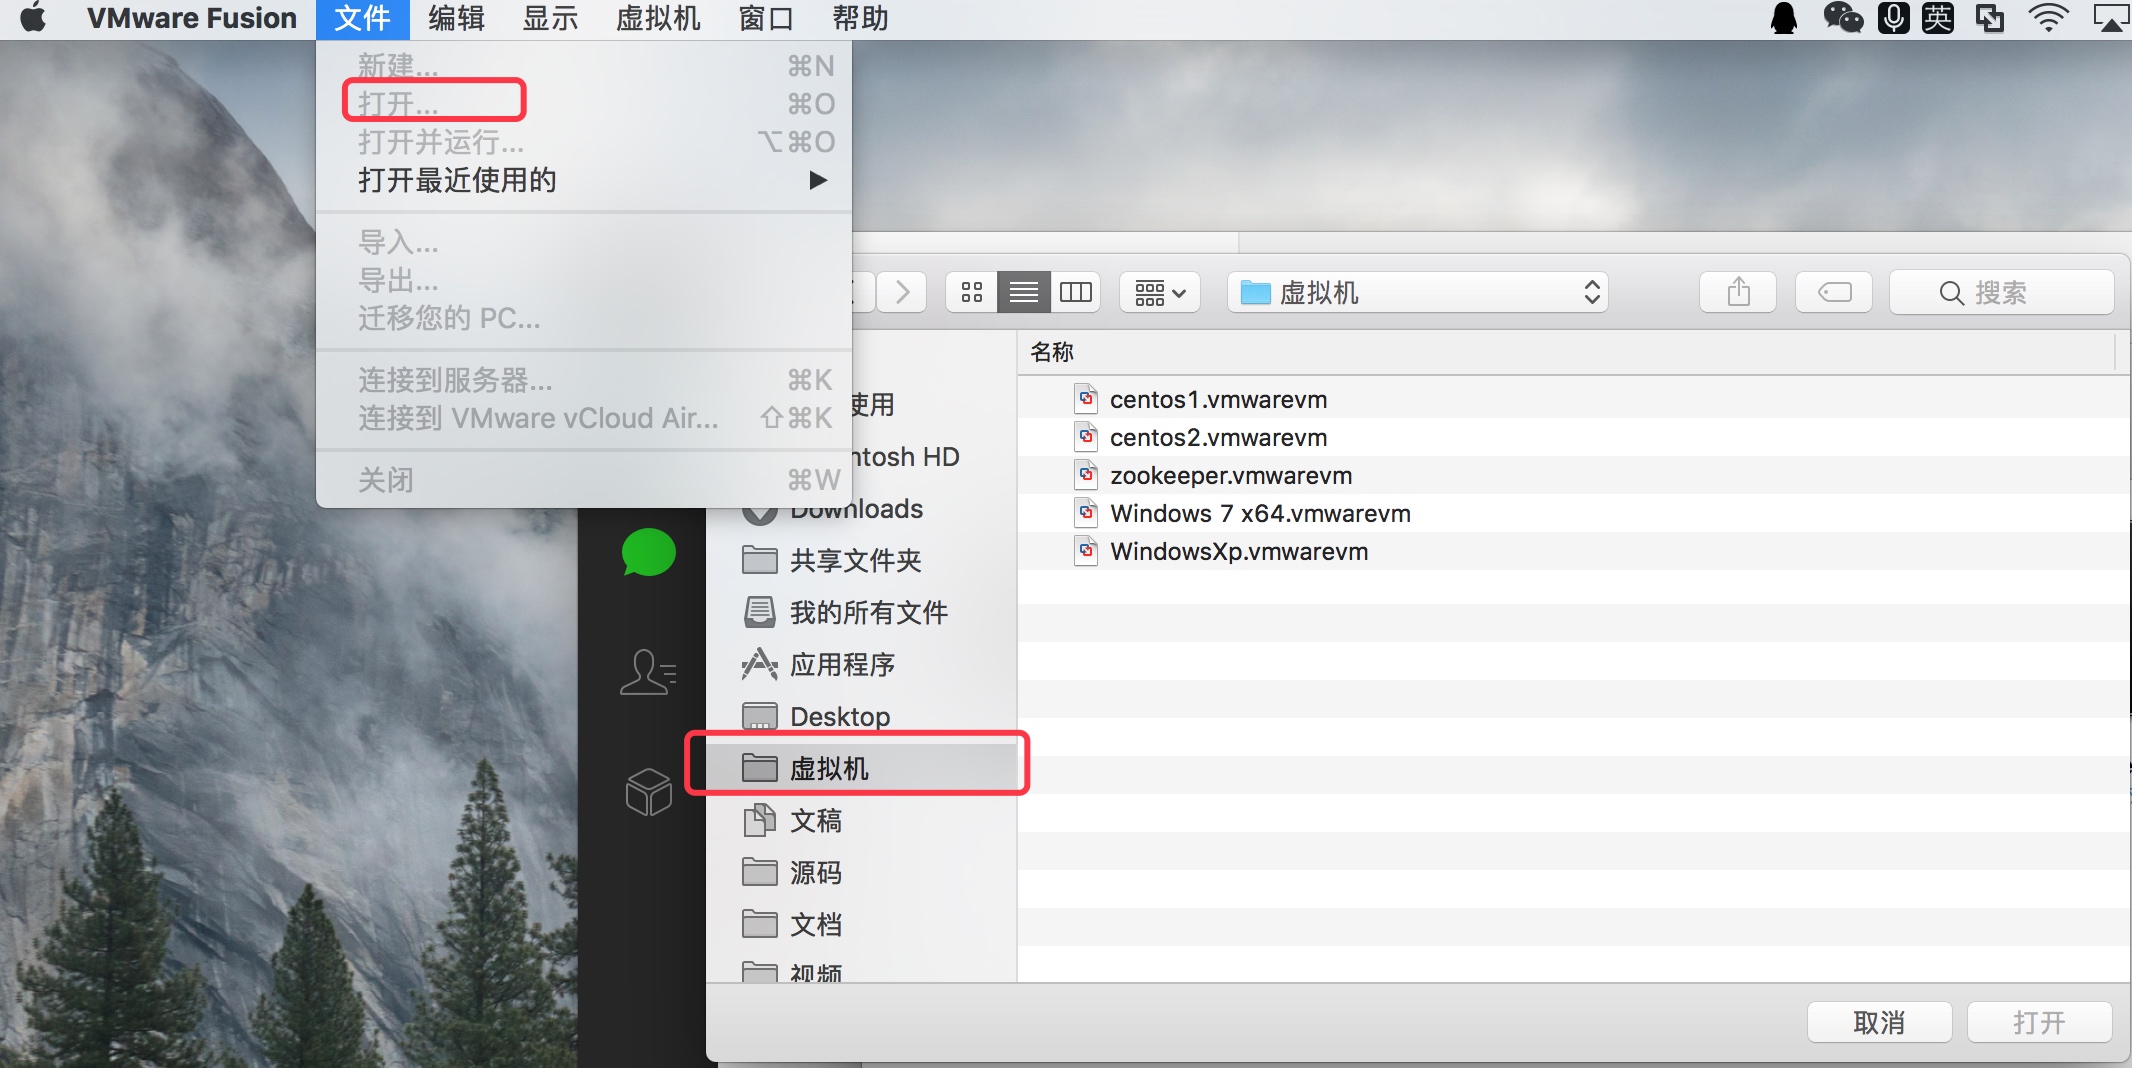 VMware Fusion 文件 编辑 显示 虚拟机 窗口 帮助 英
新建... ⌘N
打开... ⌘O
打开并运行... ⌥⌘O
打开最近使用的 ▶
导入...
导出...
迁移您的 PC...
连接到服务器... ⌘K
连接到 VMware vCloud Air... ⇧⌘K
关闭 ⌘W
虚拟机 搜索
名称
使用
ntosh HD
Downloads
共享文件夹
我的所有文件
应用程序
Desktop
虚拟机
文稿
源码
文档
视频
centos1.vmwarevm
centos2.vmwarevm
zookeeper.vmwarevm
Windows 7 x64.vmwarevm
WindowsXp.vmwarevm
取消 打开